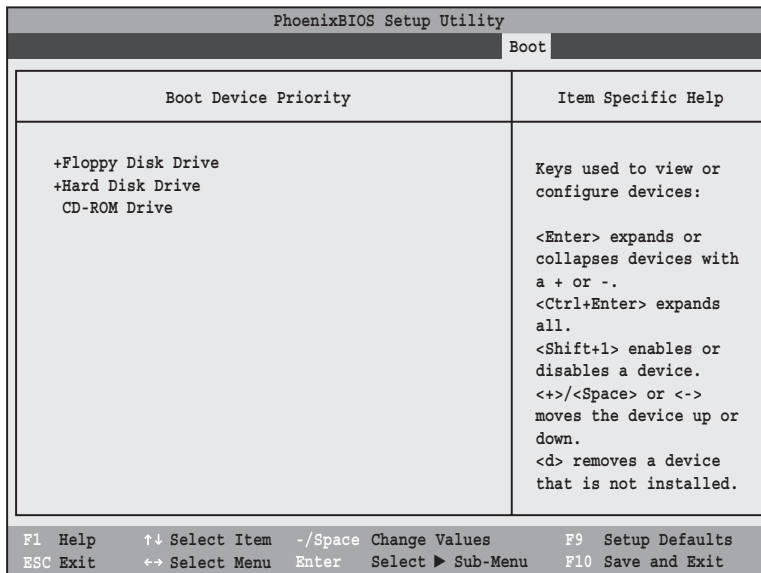 PhoenixBIOS Setup Utility
Boot
Boot Device Priority
+Floppy Disk Drive
+Hard Disk Drive
CD-ROM Drive
Item Specific Help
Keys used to view or
configure devices:
<Enter> expands or
collapses devices with
a + or -.
<Ctrl+Enter> expands
all.
<Shift+1> enables or
disables a device.
<+>/<Space> or <->
moves the device up or
down.
<d> removes a device
that is not installed.
F1 Help ↑↓ Select Item -/Space Change Values F9 Setup Defaults
ESC Exit ←→ Select Menu Enter Select ▶ Sub-Menu F10 Save and Exit